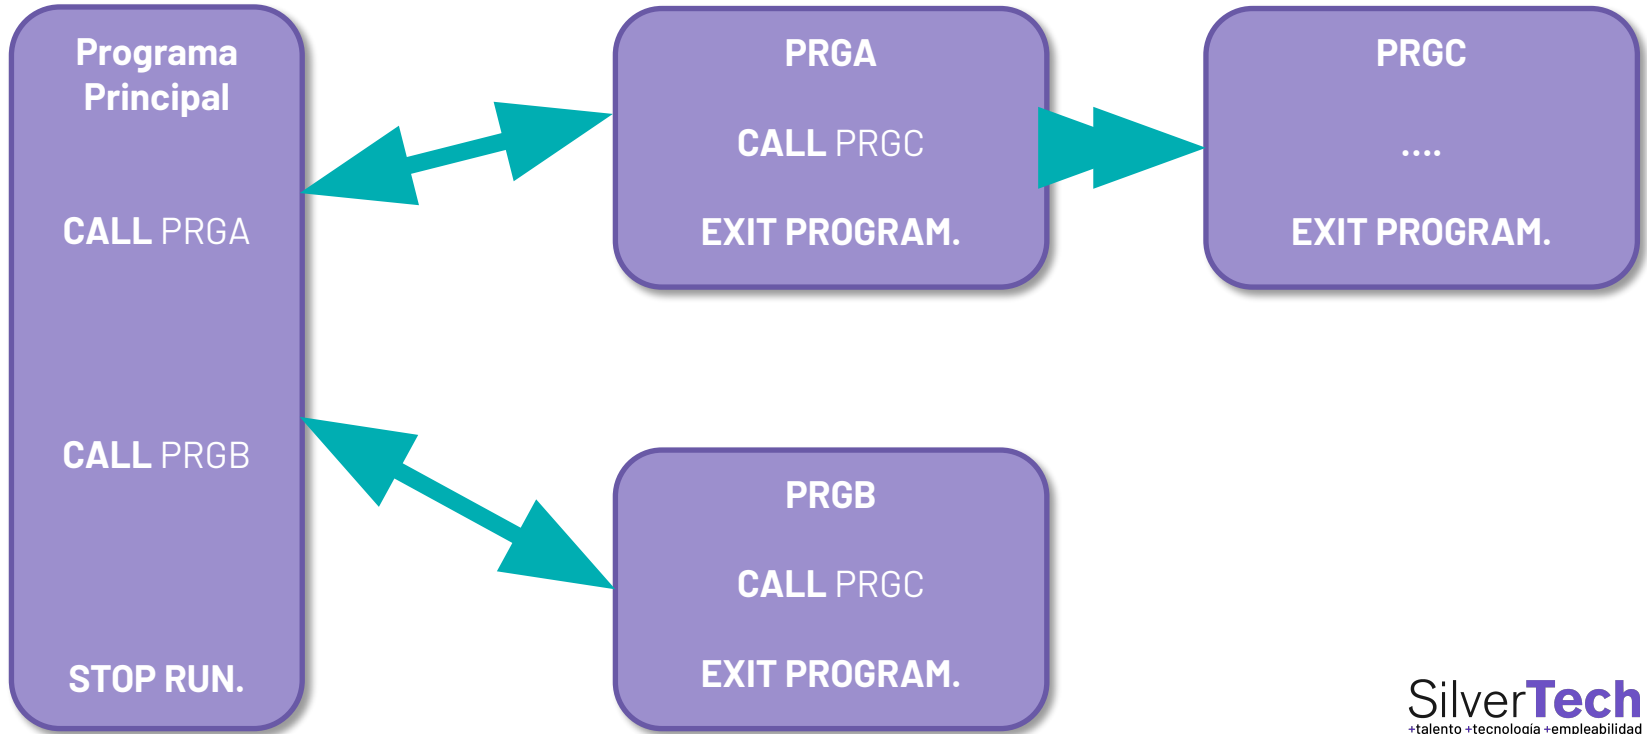 Programa
Principal
CALL PRGA
CALL PRGB
STOP RUN.
PRGA
CALL PRGC
EXIT PROGRAM.
PRGC
....
EXIT PROGRAM.
PRGB
CALL PRGC
EXIT PROGRAM.
SilverTech
+talento +tecnología +empleabilidad